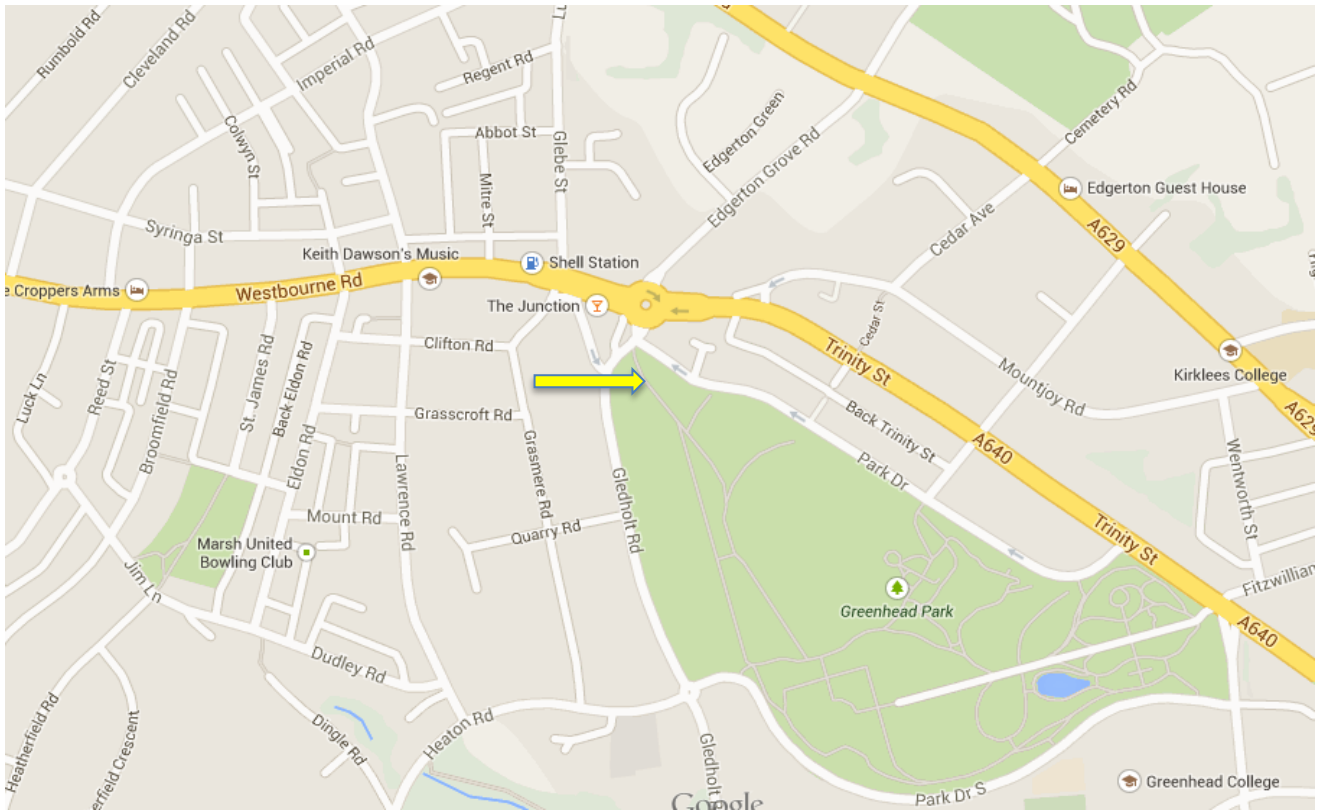 Rumbold Rd
Cleveland Rd
Imperial Rd
Regent Rd
Colwyn St
Abbot St
Glebe St
Mitre St
Edgerton Green
Edgerton Grove Rd
Cemetery Rd
Edgerton Guest House
A629
Cedar Ave
Syringa St
Keith Dawson's Music
Shell Station
e Croppers Arms
Westbourne Rd
The Junction
Clifton Rd
Cedar St
Trinity St
Mountjoy Rd
Kirklees College
A629
Luck Ln
Reed St
Broomfield Rd
St. James Rd
Back Eldon Rd
Eldon Rd
Grasscroft Rd
Grasmere Rd
Lawrence Rd
Gledholt Rd
Back Trinity St
Park Dr
A640
Wentworth St
Mount Rd
Quarry Rd
Marsh United
Bowling Club
Trinity St
Fitzwillian
Jim Ln
Greenhead Park
A640
Dudley Rd
Heatherfield Rd
erfield Crescent
Dingle Rd
Heaton Rd
Gledholt
Google
Park Dr S
Greenhead College